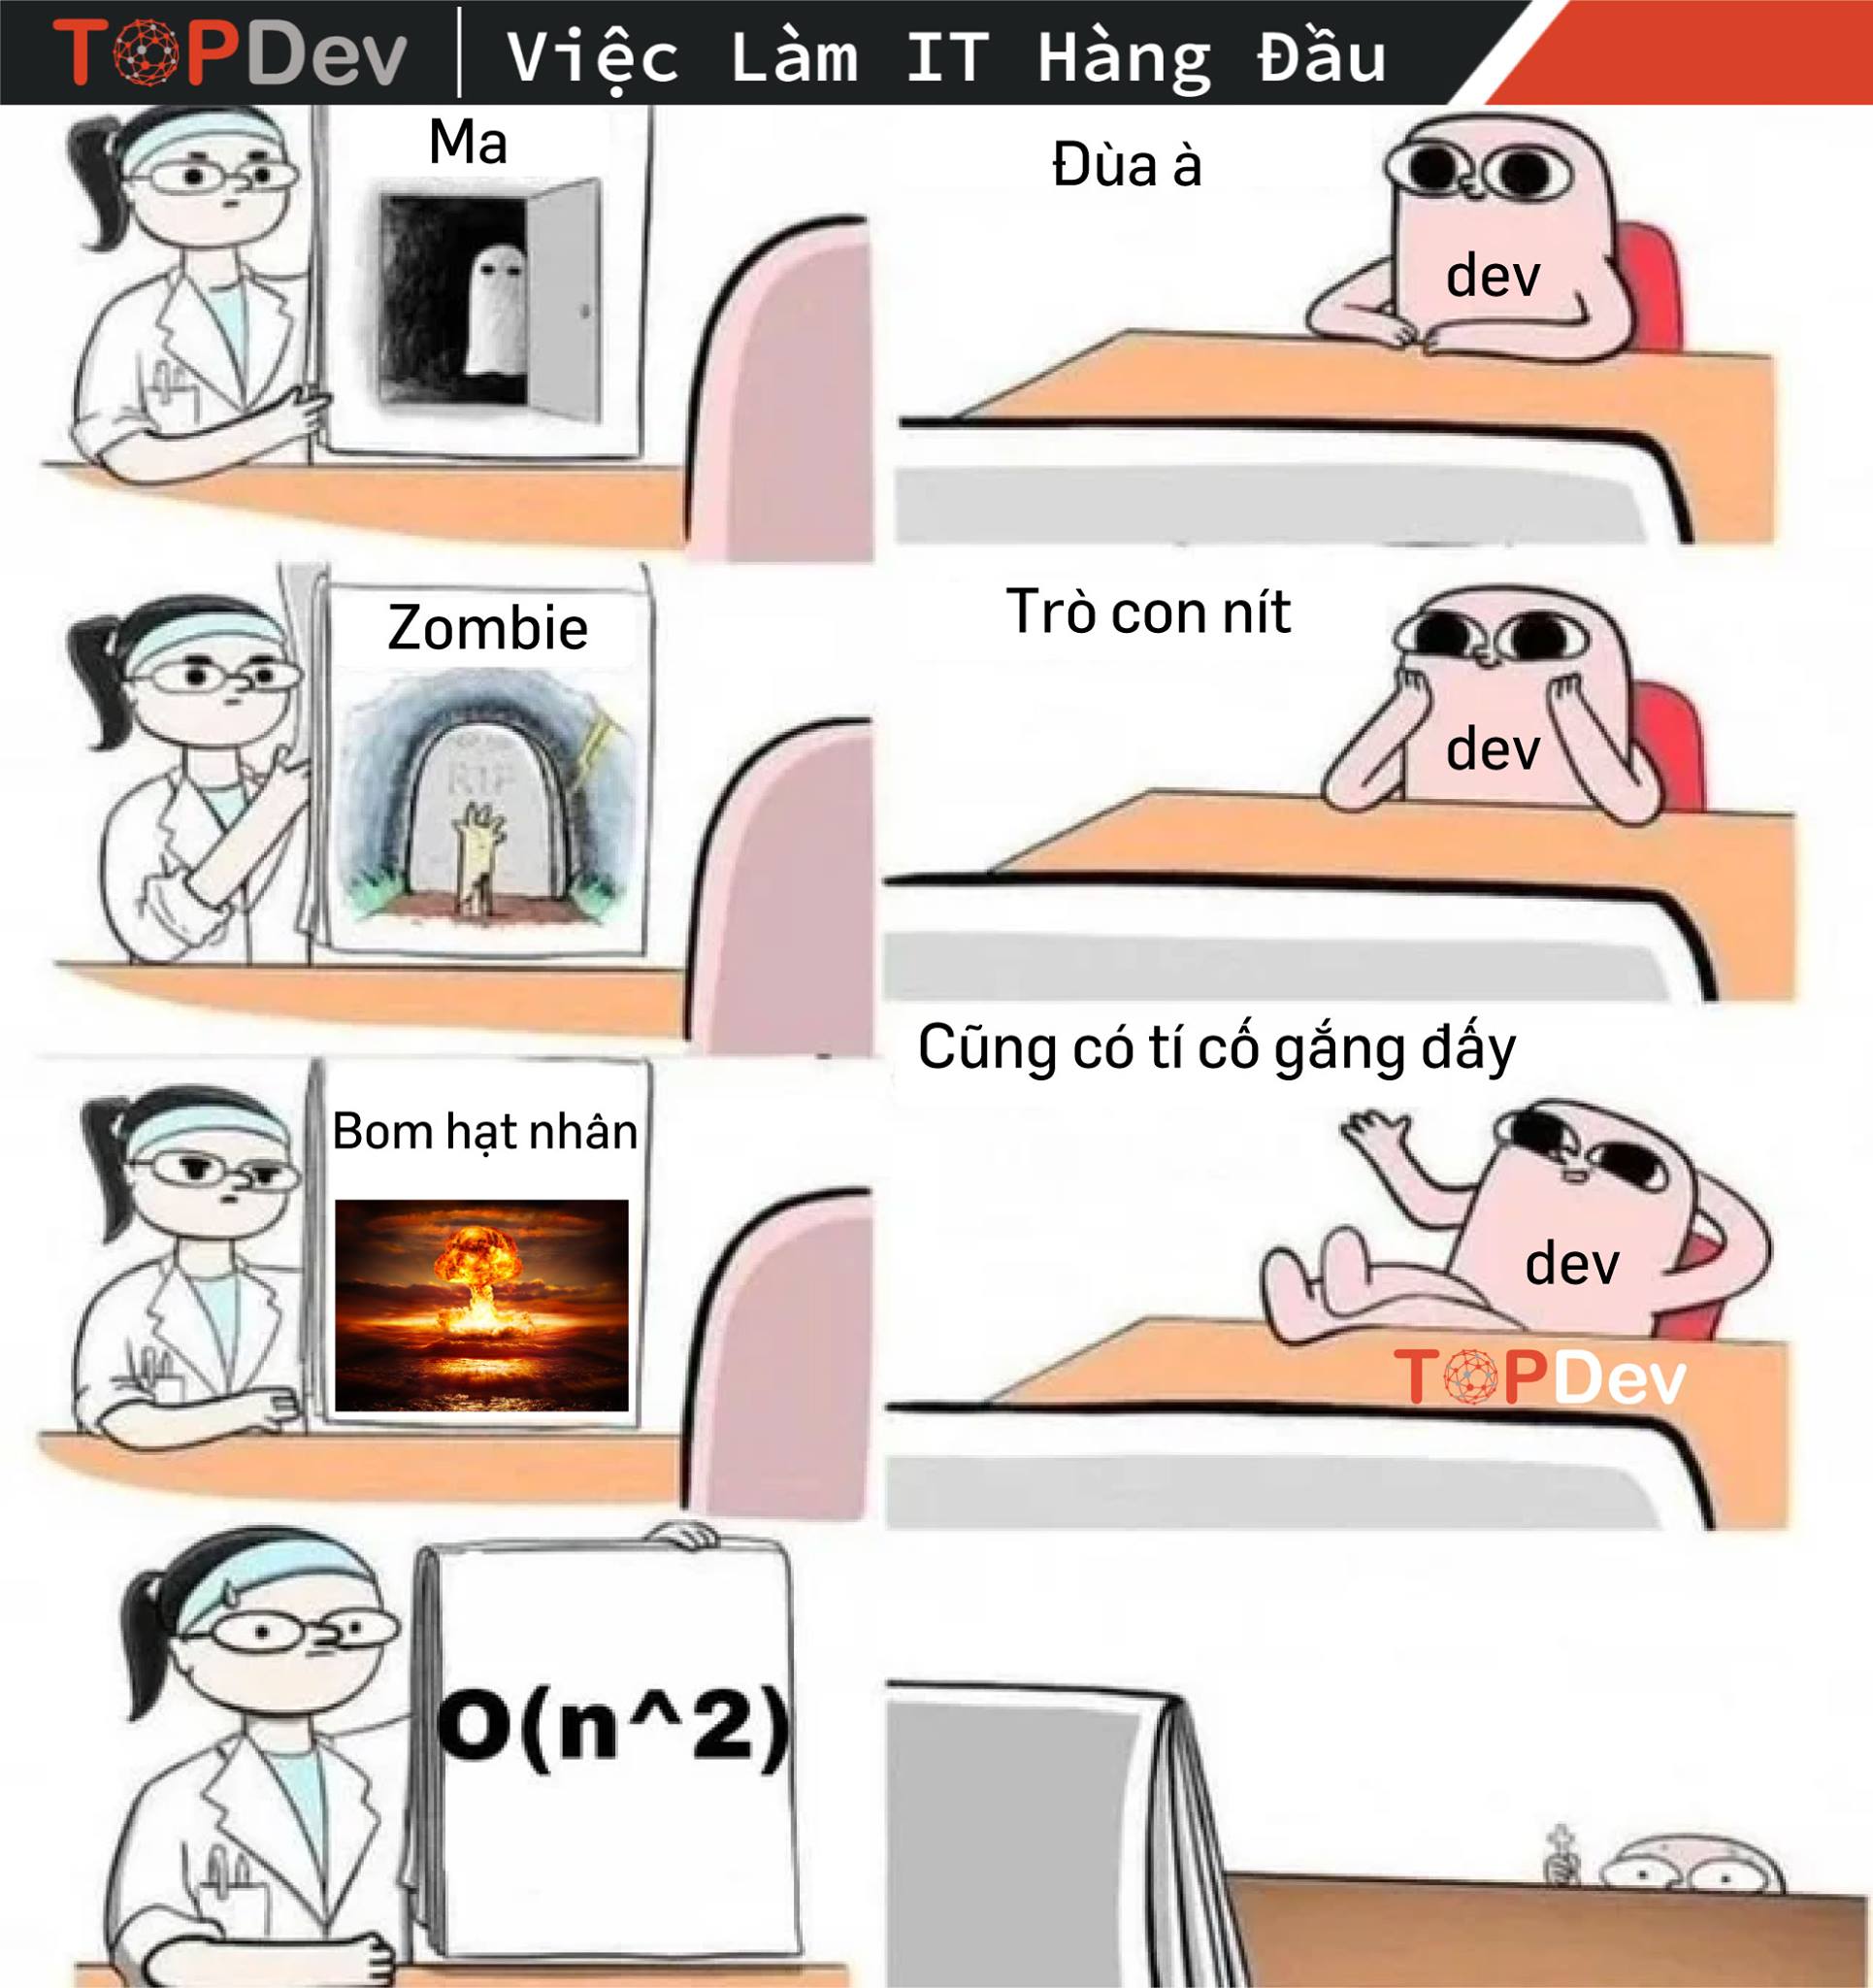 TOPDev | Việc Làm IT Hàng Đầu
Ma
Đùa à
dev
Zombie
RIP
Trò con nít
dev
Bom hạt nhân
Cũng có tí cố gắng đấy
dev
TOPDev
O(n^2)